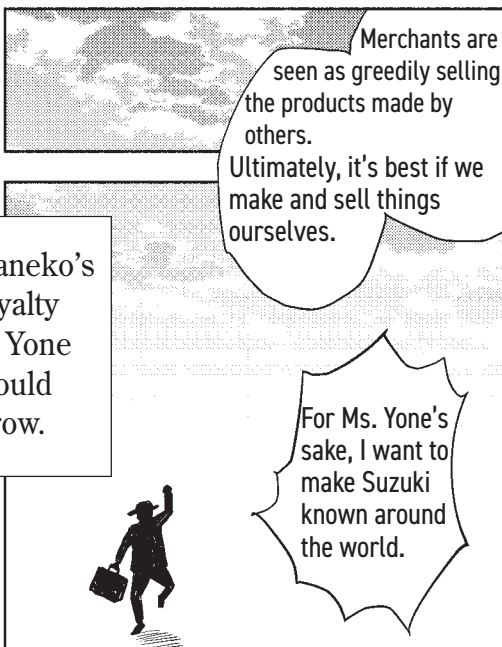 Merchants are
seen as greedily selling
the products made by
others.
Ultimately, it's best if we
make and sell things
ourselves.
aneko's
yalty
Yone
ould
row.
For Ms. Yone's
sake, I want to
make Suzuki
known around
the world.